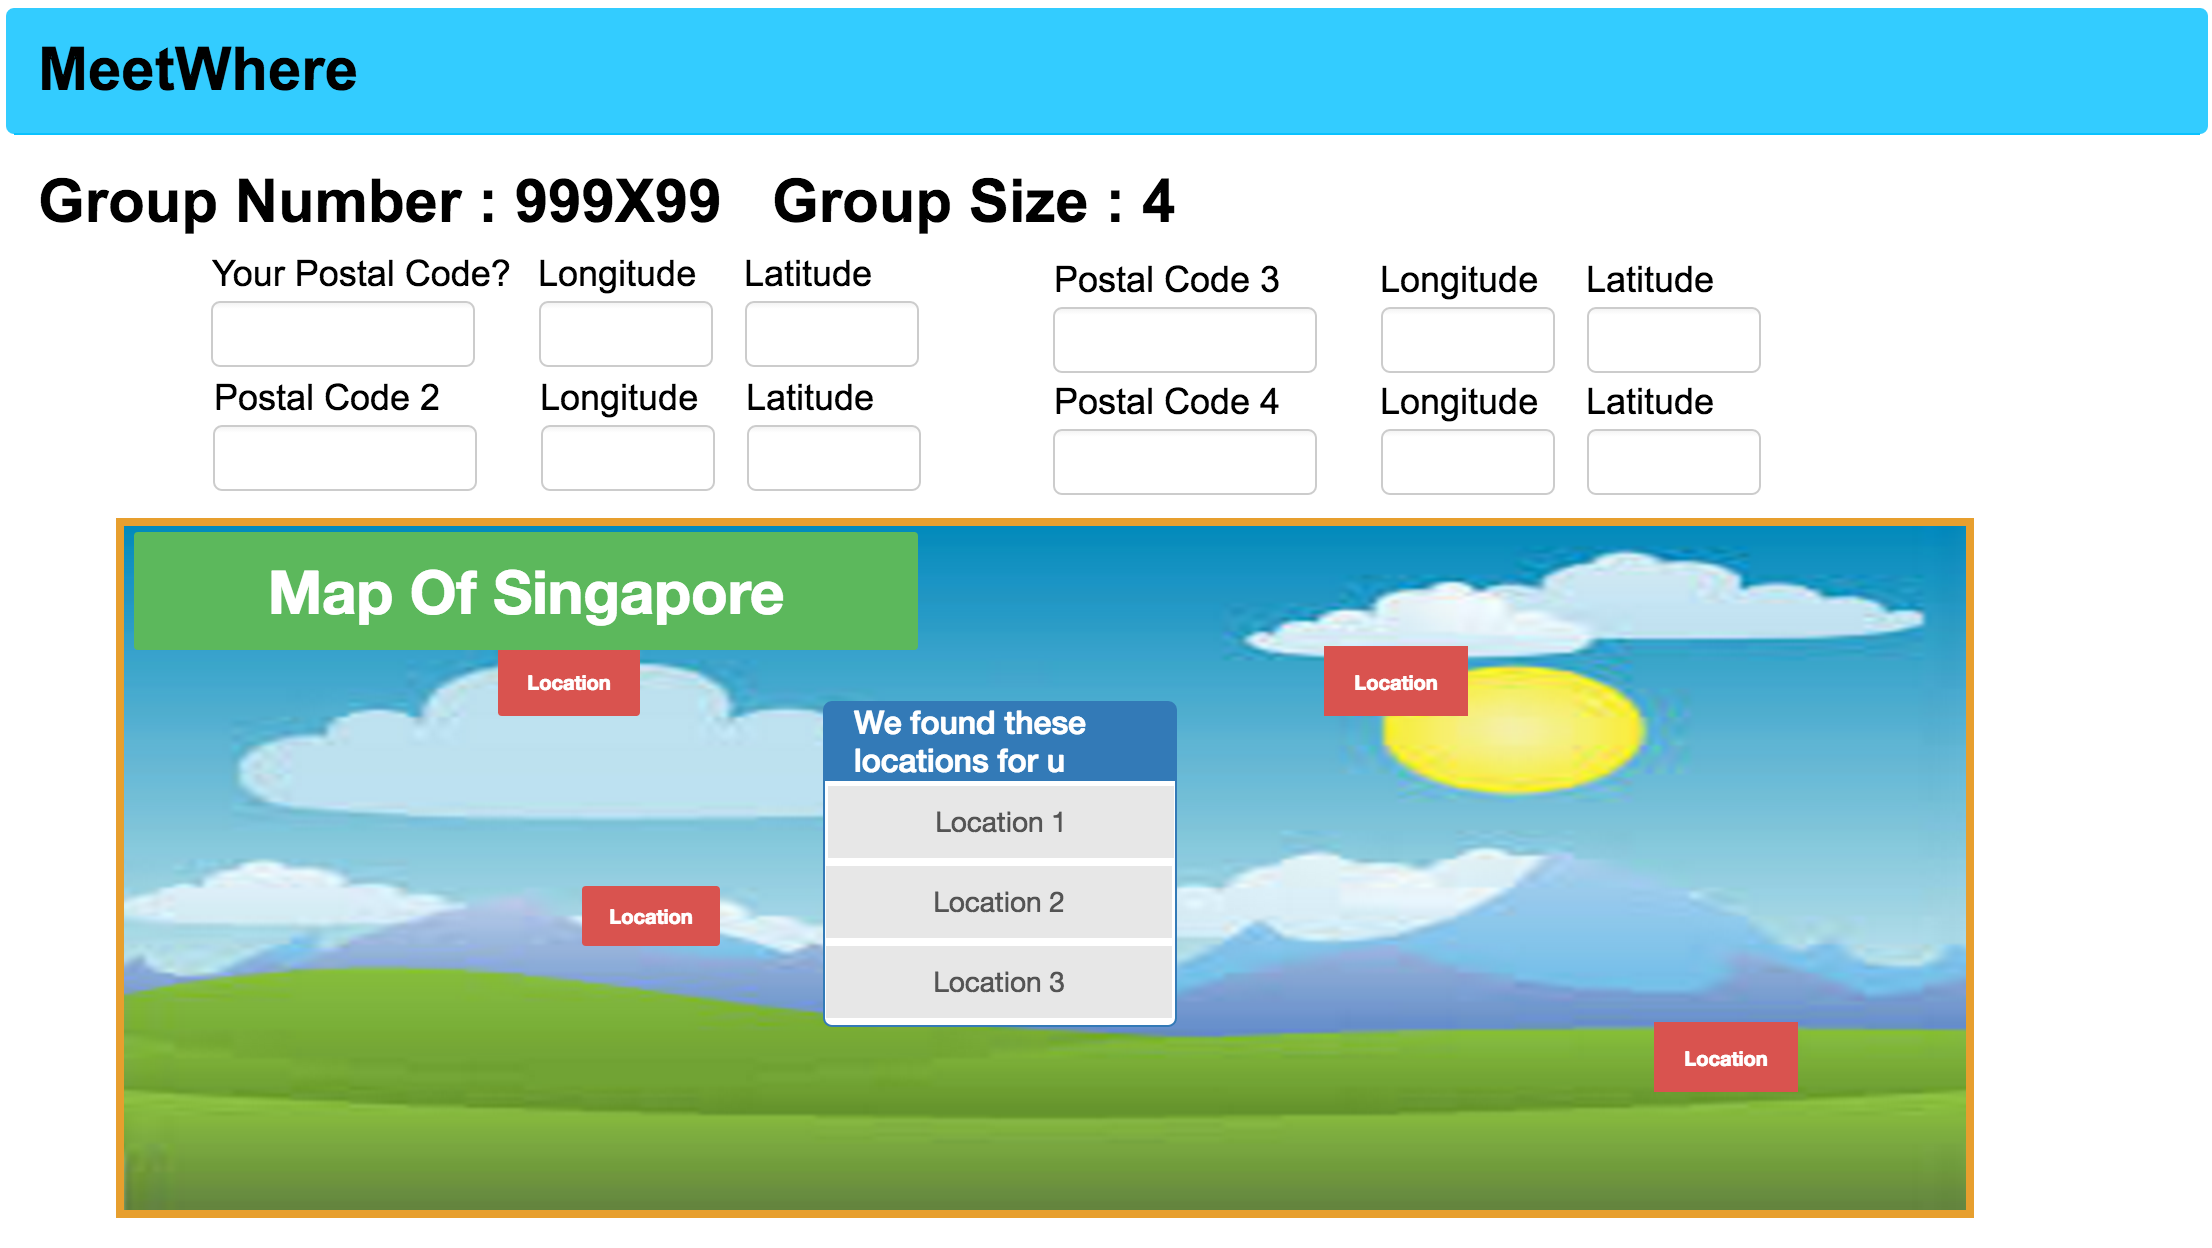 MeetWhere
Group Number : 999X99 Group Size : 4
Your Postal Code? Longitude Latitude
Postal Code 3 Longitude Latitude
Postal Code 2 Longitude Latitude
Postal Code 4 Longitude Latitude
Map Of Singapore
Location
Location
We found these
locations for u
Location 1
Location 2
Location 3
Location
Location